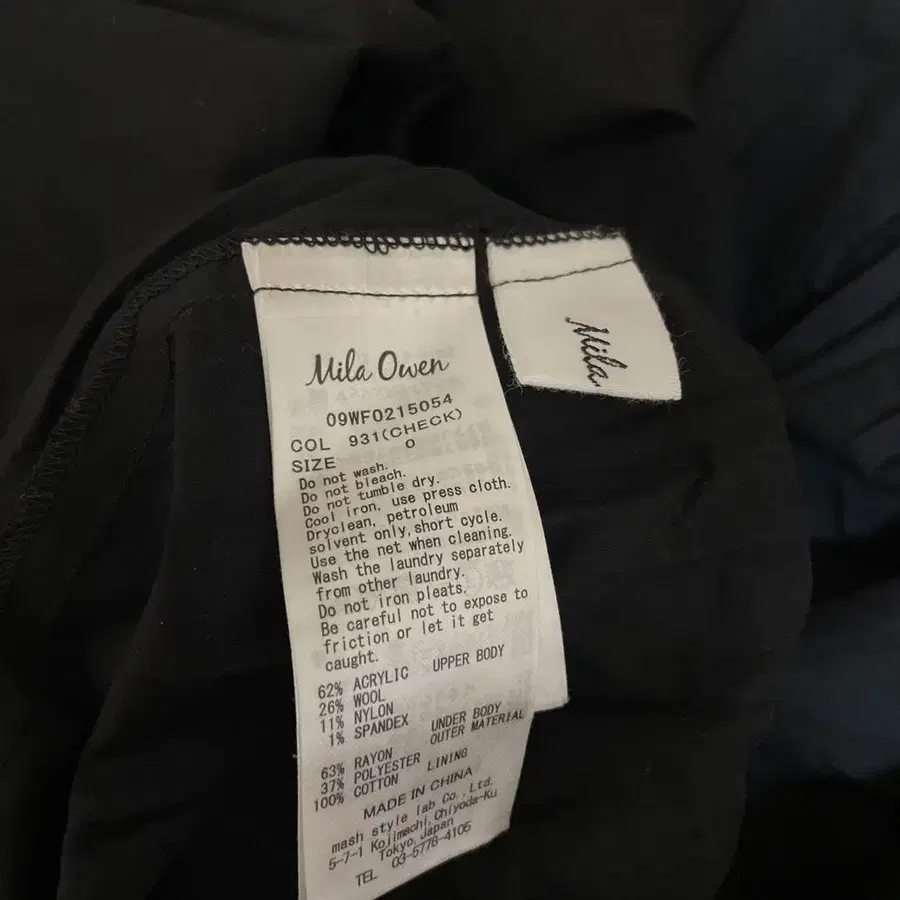 Mila Owen
09WF0215054
COL 931(CHECK)
SIZE 0
Do not wash.
Do not bleach.
Do not tumble dry.
Cool iron, use press cloth.
Dryclean, petroleum
solvent only, short cycle.
Use the net when cleaning.
Wash the laundry separately
from other laundry.
Do not iron pleats.
Be careful not to expose to
friction or let it get
caught.
62% ACRYLIC UPPER BODY
26% WOOL
11% NYLON
1% SPANDEX UNDER BODY
OUTER MATERIAL
63% RAYON
37% POLYESTER
100% COTTON LINING
MADE IN CHINA
mash style lab Co., Ltd.
5-7-1 Kojimachi, Chiyoda-Ku
Tokyo, Japan
TEL 03-5778-4105
Mila